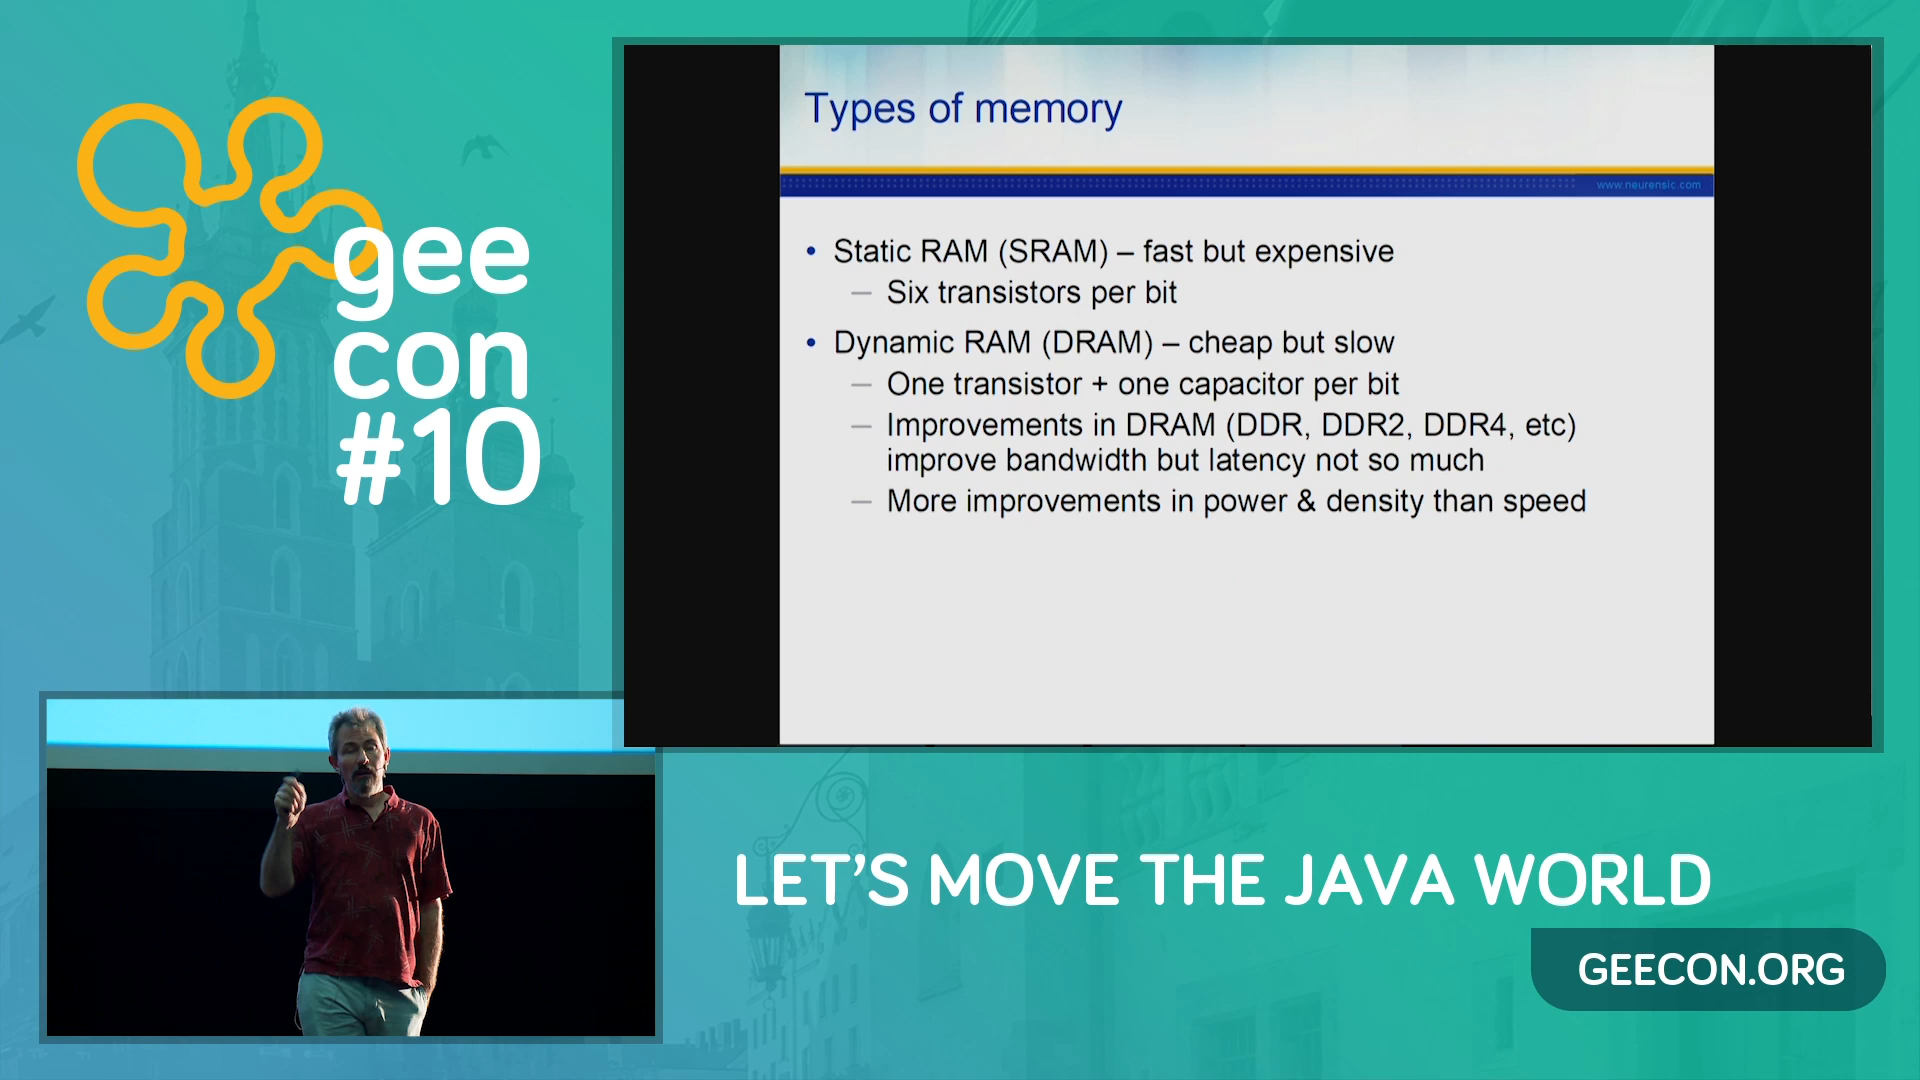 gee
con
#10
Types of memory
www.neurensic.com
• Static RAM (SRAM) – fast but expensive
– Six transistors per bit
• Dynamic RAM (DRAM) – cheap but slow
– One transistor + one capacitor per bit
– Improvements in DRAM (DDR, DDR2, DDR4, etc)
improve bandwidth but latency not so much
– More improvements in power & density than speed
LET'S MOVE THE JAVA WORLD
GEECON.ORG